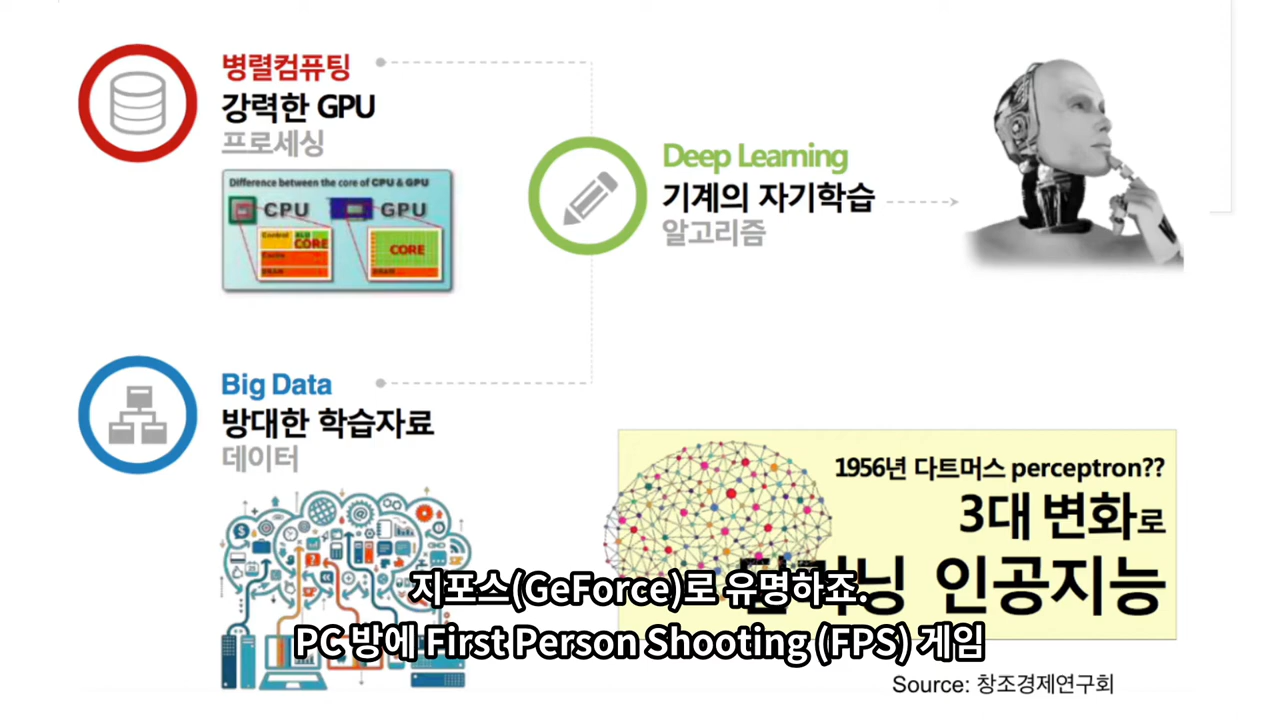 병렬컴퓨팅
강력한 GPU
프로세싱
Difference between the core of CPU & GPU
CPU
GPU
Control
ALU
CORE
CORE
DRAM
DRAM
Deep Learning
기계의 자기학습
알고리즘
Big Data
방대한 학습자료
데이터
1956년 다트머스 perceptron??
3대 변화로
인공지능
지포스(GeForce)로 유명하죠.
PC 방에 First Person Shooting (FPS) 게임
Source: 창조경제연구회